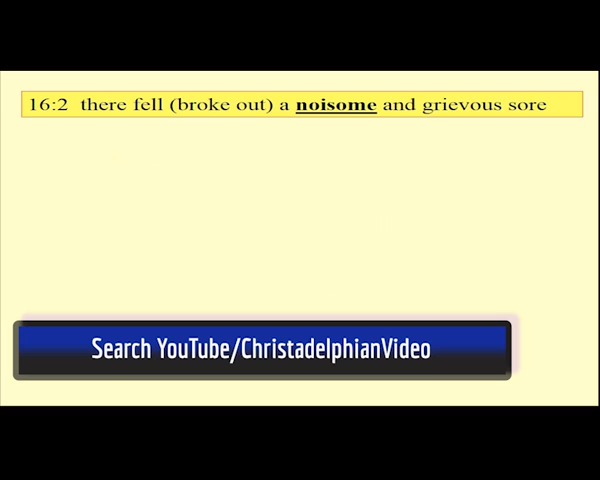 16:2 there fell (broke out) a noisome and grievous sore
Search YouTube/ChristadelphianVideo